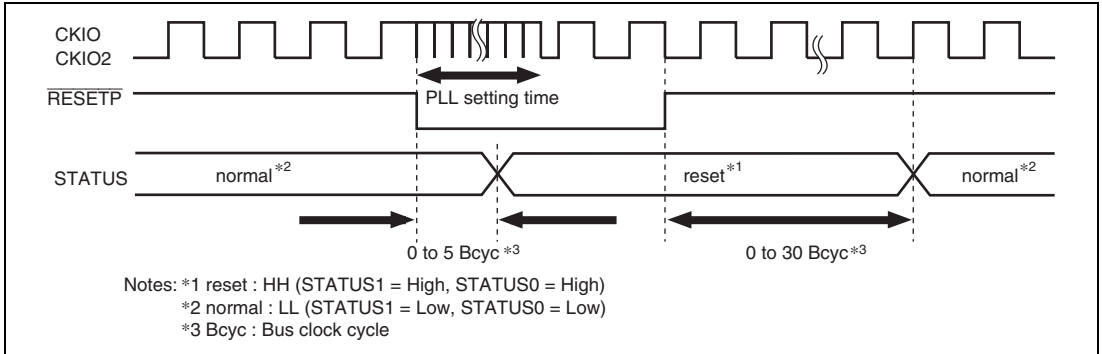 CKIO
CKIO2
RESETP
PLL setting time
STATUS
normal*2
reset*1
normal*2
0 to 5 Bcyc *3
0 to 30 Bcyc*3
Notes: *1 reset : HH (STATUS1 = High, STATUS0 = High)
*2 normal : LL (STATUS1 = Low, STATUS0 = Low)
*3 Bcyc : Bus clock cycle